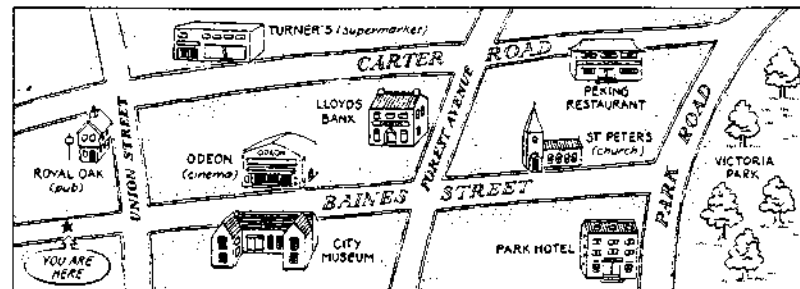 TURNER'S (supermarket)
CARTER ROAD
PEKING
RESTAURANT
LLOYDS
BANK
UNION STREET
FOREST AVENUE
PARK ROAD
ST PETER'S
(church)
VICTORIA
PARK
ODEON
ODEON
(cinema)
ROYAL OAK
(pub)
BAINES STREET
CITY
MUSEUM
PARK HOTEL
YOU ARE
HERE